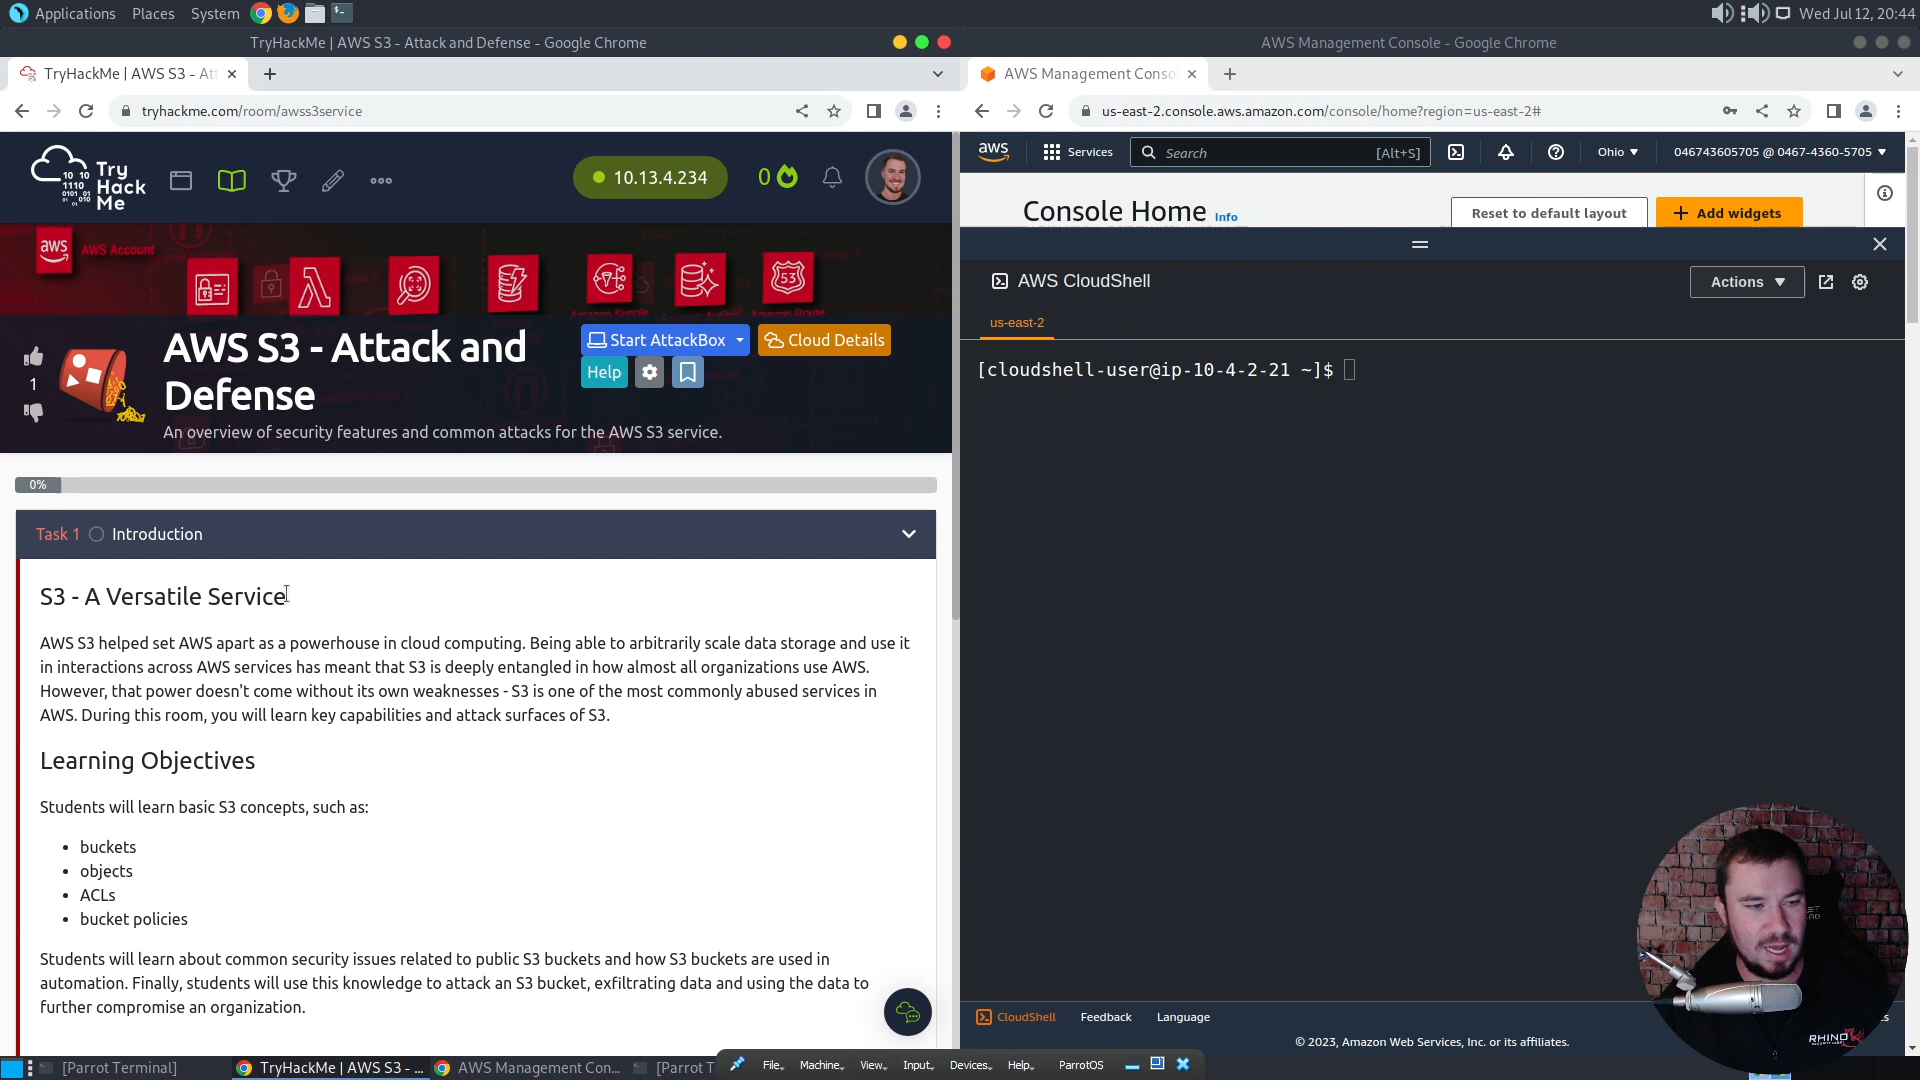 Applications Places System
Wed Jul 12, 20:44
TryHackMe | AWS S3 - Attack and Defense - Google Chrome
TryHackMe | AWS S3 - Att
tryhackme.com/room/awss3service
Try
Hack
Me
10.13.4.234
0
aws AWS Account
53
AWS S3 - Attack and
Defense
An overview of security features and common attacks for the AWS S3 service.
Start AttackBox
Cloud Details
Help
1
0%
Task 1 Introduction
S3 - A Versatile Service
AWS S3 helped set AWS apart as a powerhouse in cloud computing. Being able to arbitrarily scale data storage and use it
in interactions across AWS services has meant that S3 is deeply entangled in how almost all organizations use AWS.
However, that power doesn't come without its own weaknesses - S3 is one of the most commonly abused services in
AWS. During this room, you will learn key capabilities and attack surfaces of S3.
Learning Objectives
Students will learn basic S3 concepts, such as:
• buckets
• objects
• ACLs
• bucket policies
Students will learn about common security issues related to public S3 buckets and how S3 buckets are used in
automation. Finally, students will use this knowledge to attack an S3 bucket, exfiltrating data and using the data to
further compromise an organization.
AWS Management Console - Google Chrome
AWS Management Conso
us-east-2.console.aws.amazon.com/console/home?region=us-east-2#
aws Services Search [Alt+S] Ohio 046743605705 @ 0467-4360-5705
Console Home Info
Reset to default layout
Add widgets
AWS CloudShell
Actions
us-east-2
[cloudshell-user@ip-10-4-2-21 ~]$
CloudShell Feedback Language
© 2023, Amazon Web Services, Inc. or its affiliates.
RHINO
[Parrot Terminal] TryHackMe | AWS S3 - ... AWS Management Con... [Parrot T
File Machine View Input Devices Help ParrotOS